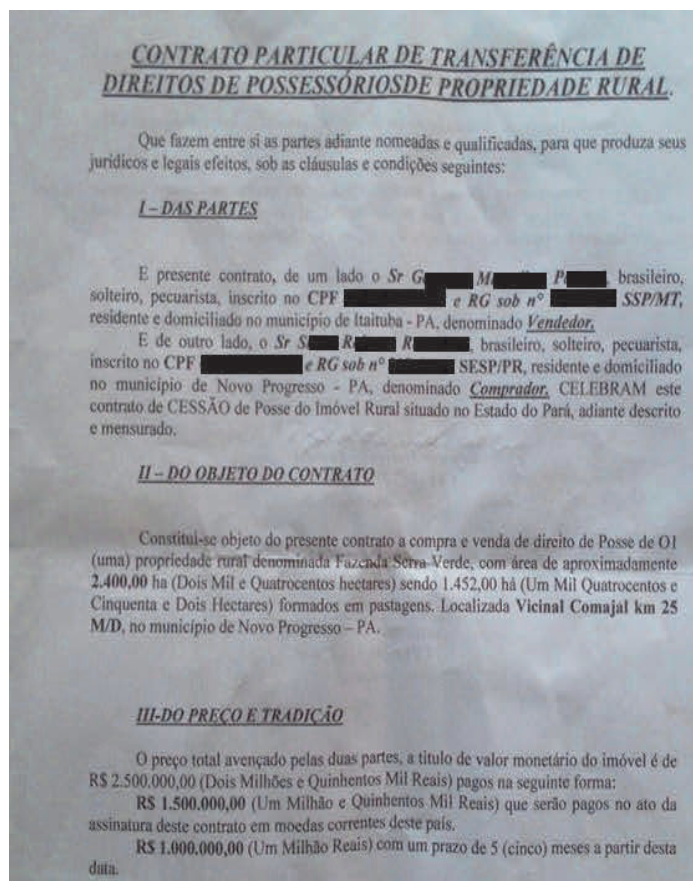 CONTRATO PARTICULAR DE TRANSFERÊNCIA DE
DIREITOS DE POSSESSÓRIOSDE PROPRIEDADE RURAL.
Que fazem entre si as partes adiante nomeadas e qualificadas, para que produza seus
jurídicos e legais efeitos, sob as cláusulas e condições seguintes:
I – DAS PARTES
E presente contrato, de um lado o Sr G M P , brasileiro,
solteiro, pecuarista, inscrito no CPF e RG sob nº SSP/MT,
residente e domiciliado no município de Itaituba - PA, denominado Vendedor,
E de outro lado, o Sr S R R , brasileiro, solteiro, pecuarista,
inscrito no CPF e RG sob nº SESP/PR, residente e domiciliado
no município de Novo Progresso - PA, denominado Comprador, CELEBRAM este
contrato de CESSÃO de Posse do Imóvel Rural situado no Estado do Pará, adiante descrito
e mensurado.
II – DO OBJETO DO CONTRATO
Constitui-se objeto do presente contrato a compra e venda de direito de Posse de O1
(uma) propriedade rural denominada Fazenda Serra Verde, com área de aproximadamente
2.400,00 ha (Dois Mil e Quatrocentos hectares) sendo 1.452,00 há (Um Mil Quatrocentos e
Cinquenta e Dois Hectares) formados em pastagens. Localizada Vicinal Comajal km 25
M/D, no município de Novo Progresso – PA.
III-DO PREÇO E TRADIÇÃO
O preço total avençado pelas duas partes, a titulo de valor monetário do imóvel é de
R$ 2.500.000,00 (Dois Milhões e Quinhentos Mil Reais) pagos na seguinte forma:
R$ 1.500.000,00 (Um Milhão e Quinhentos Mil Reais) que serão pagos no ato da
assinatura deste contrato em moedas correntes deste país.
R$ 1.000.000,00 (Um Milhão Reais) com um prazo de 5 (cinco) meses a partir desta
data.